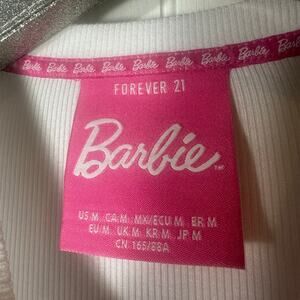 Barbie Barbie Barbie Barbie Barbie Barbie Barbie Barbie
FOREVER 21
Barbie™
US M CA:M MX/ECU M BR M
EU M UK.M KR M JP M
CN 165/88A